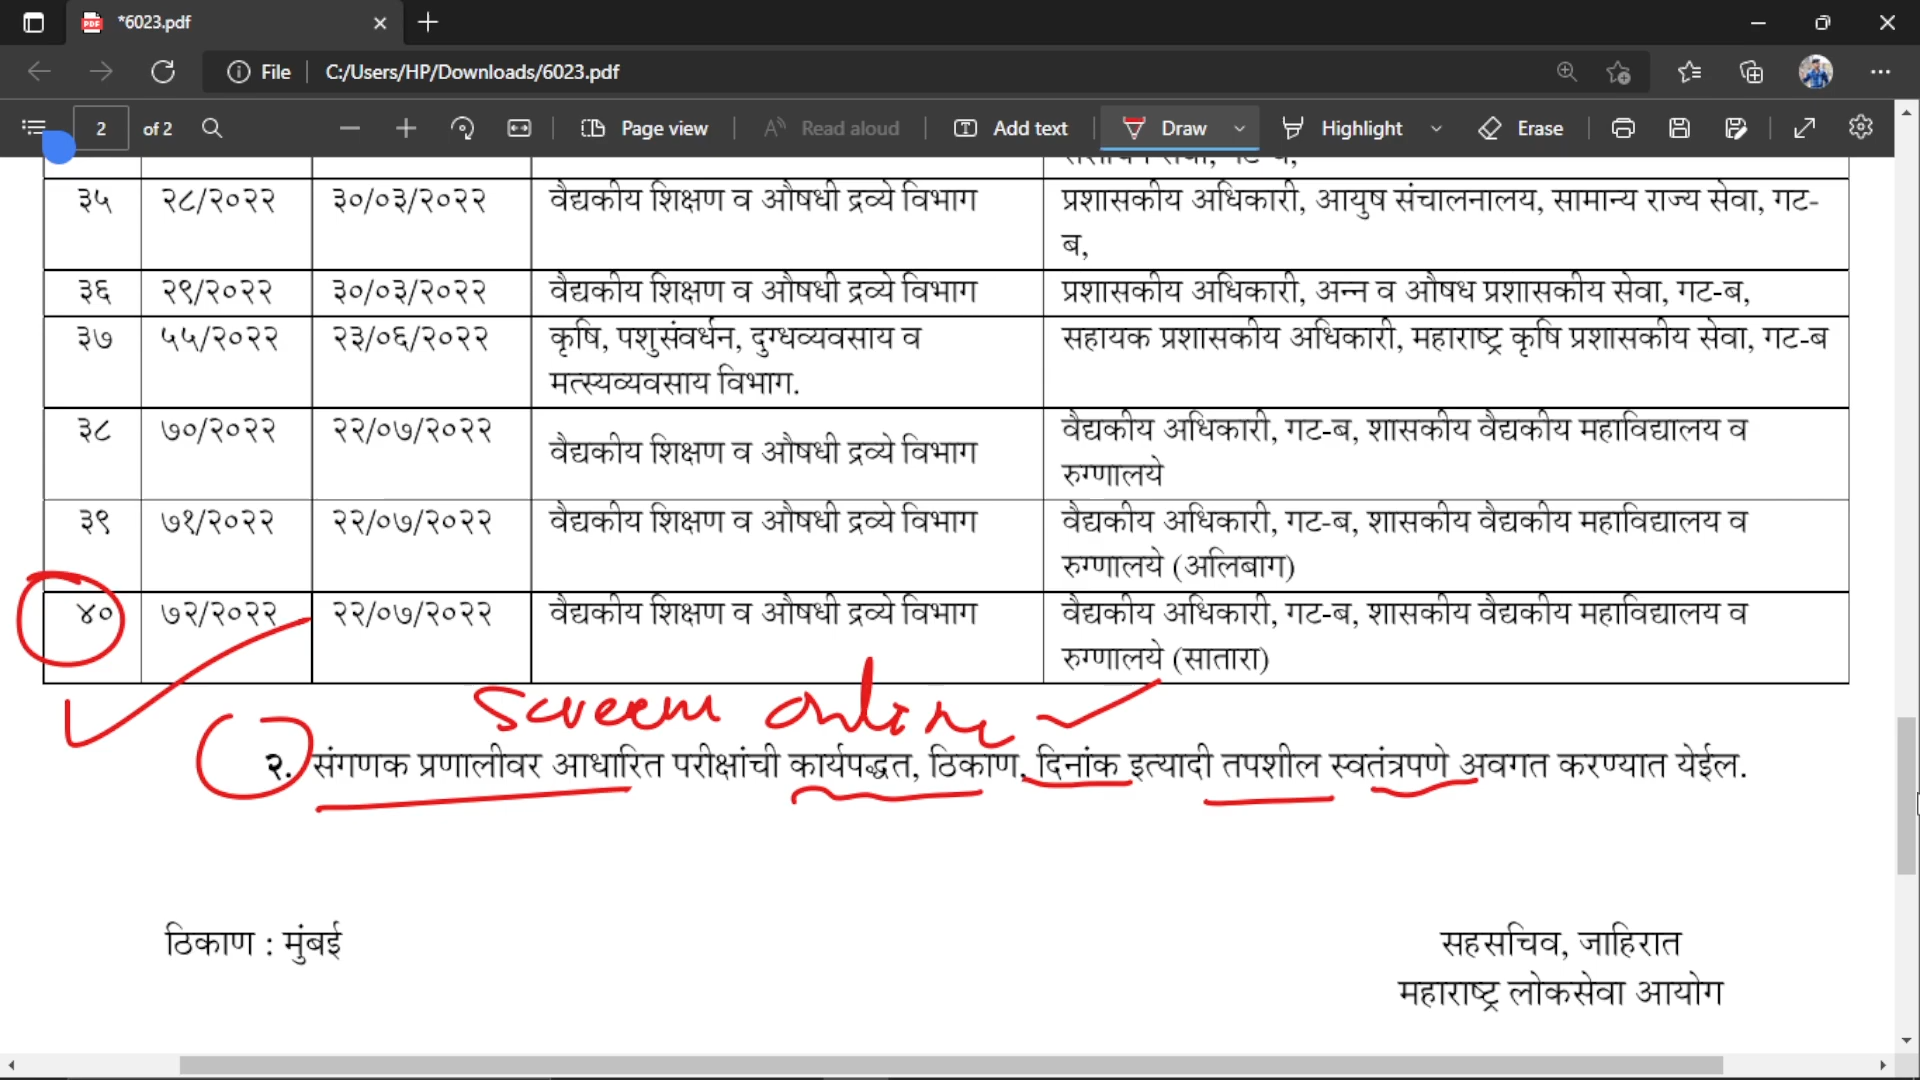 *6023.pdf
File C:/Users/HP/Downloads/6023.pdf
2 of 2 Page view Read aloud Add text Draw Highlight Erase
३५ २८/२०२२ ३०/०३/२०२२ वैद्यकीय शिक्षण व औषधी द्रव्ये विभाग प्रशासकीय अधिकारी, आयुष संचालनालय, सामान्य राज्य सेवा, गट-
ब,
३६ २९/२०२२ ३०/०३/२०२२ वैद्यकीय शिक्षण व औषधी द्रव्ये विभाग प्रशासकीय अधिकारी, अन्न व औषध प्रशासकीय सेवा, गट-ब,
३७ ५५/२०२२ २३/०६/२०२२ कृषि, पशुसंवर्धन, दुग्धव्यवसाय व सहायक प्रशासकीय अधिकारी, महाराष्ट्र कृषि प्रशासकीय सेवा, गट-ब
मत्स्यव्यवसाय विभाग.
३८ ७०/२०२२ २२/०७/२०२२ वैद्यकीय शिक्षण व औषधी द्रव्ये विभाग वैद्यकीय अधिकारी, गट-ब, शासकीय वैद्यकीय महाविद्यालय व
रुग्णालये
३९ ७१/२०२२ २२/०७/२०२२ वैद्यकीय शिक्षण व औषधी द्रव्ये विभाग वैद्यकीय अधिकारी, गट-ब, शासकीय वैद्यकीय महाविद्यालय व
रुग्णालये (अलिबाग)
४० ७२/२०२२ २२/०७/२०२२ वैद्यकीय शिक्षण व औषधी द्रव्ये विभाग वैद्यकीय अधिकारी, गट-ब, शासकीय वैद्यकीय महाविद्यालय व
रुग्णालये (सातारा)
online
२. संगणक प्रणालीवर आधारित परीक्षांची कार्यपद्धत, ठिकाण, दिनांक इत्यादी तपशील स्वतंत्रपणे अवगत करण्यात येईल.
ठिकाण : मुंबई सहसचिव, जाहिरात
महाराष्ट्र लोकसेवा आयोग